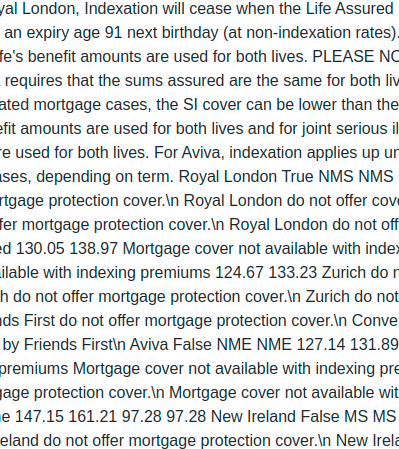 yal London, Indexation will cease when the Life Assured
an expiry age 91 next birthday (at non-indexation rates).
fe's benefit amounts are used for both lives. PLEASE NO
requires that the sums assured are the same for both liv
ated mortgage cases, the SI cover can be lower than the
efit amounts are used for both lives and for joint serious il
re used for both lives. For Aviva, indexation applies up un
ases, depending on term. Royal London True NMS NMS
rtgage protection cover.\n Royal London do not offer cov
fer mortgage protection cover.\n Royal London do not off
ed 130.05 138.97 Mortgage cover not available with index
ilable with indexing premiums 124.67 133.23 Zurich do n
h do not offer mortgage protection cover.\n Zurich do not
nds First do not offer mortgage protection cover.\n Conve
by Friends First\n Aviva False NME NME 127.14 131.89
premiums Mortgage cover not available with indexing pre
gage protection cover.\n Mortgage cover not available wit
ne 147.15 161.21 97.28 97.28 New Ireland False MS MS
eland do not offer mortgage protection cover.\n New Irela